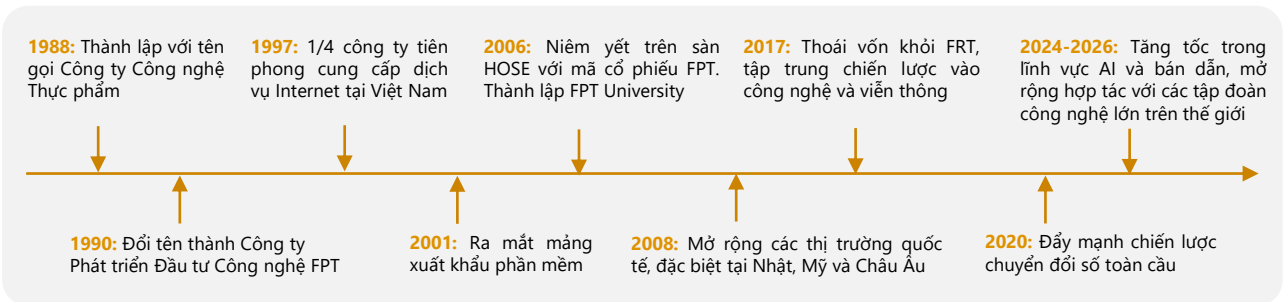 1988: Thành lập với tên
gọi Công ty Công nghệ
Thực phẩm
1997: 1/4 công ty tiên
phong cung cấp dịch
vụ Internet tại Việt Nam
2006: Niêm yết trên sàn
HOSE với mã cổ phiếu FPT.
Thành lập FPT University
2017: Thoái vốn khỏi FRT,
tập trung chiến lược vào
công nghệ và viễn thông
2024-2026: Tăng tốc trong
lĩnh vực AI và bán dẫn, mở
rộng hợp tác với các tập đoàn
công nghệ lớn trên thế giới
1990: Đổi tên thành Công ty
Phát triển Đầu tư Công nghệ FPT
2001: Ra mắt mảng
xuất khẩu phần mềm
2008: Mở rộng các thị trường quốc
tế, đặc biệt tại Nhật, Mỹ và Châu Âu
2020: Đẩy mạnh chiến lược
chuyển đổi số toàn cầu